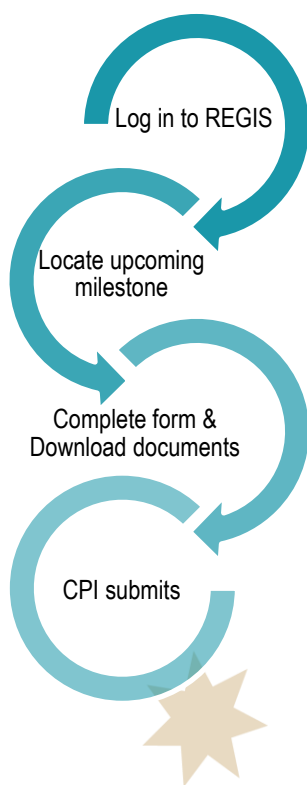 Log in to REGIS
Locate upcoming
milestone
Complete form &
Download documents
CPI submits